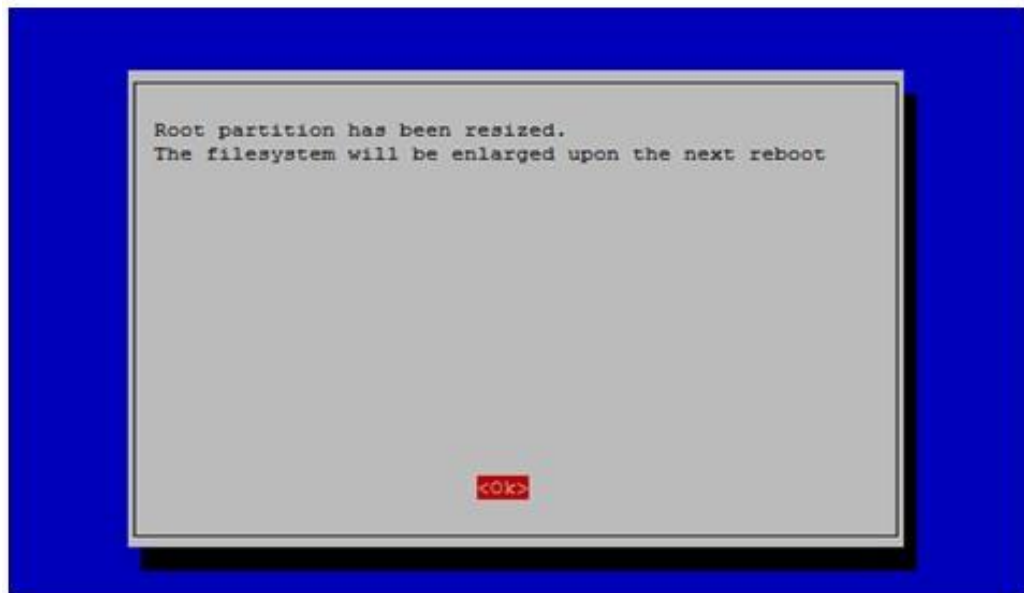 Root partition has been resized.
The filesystem will be enlarged upon the next reboot
<Ok>